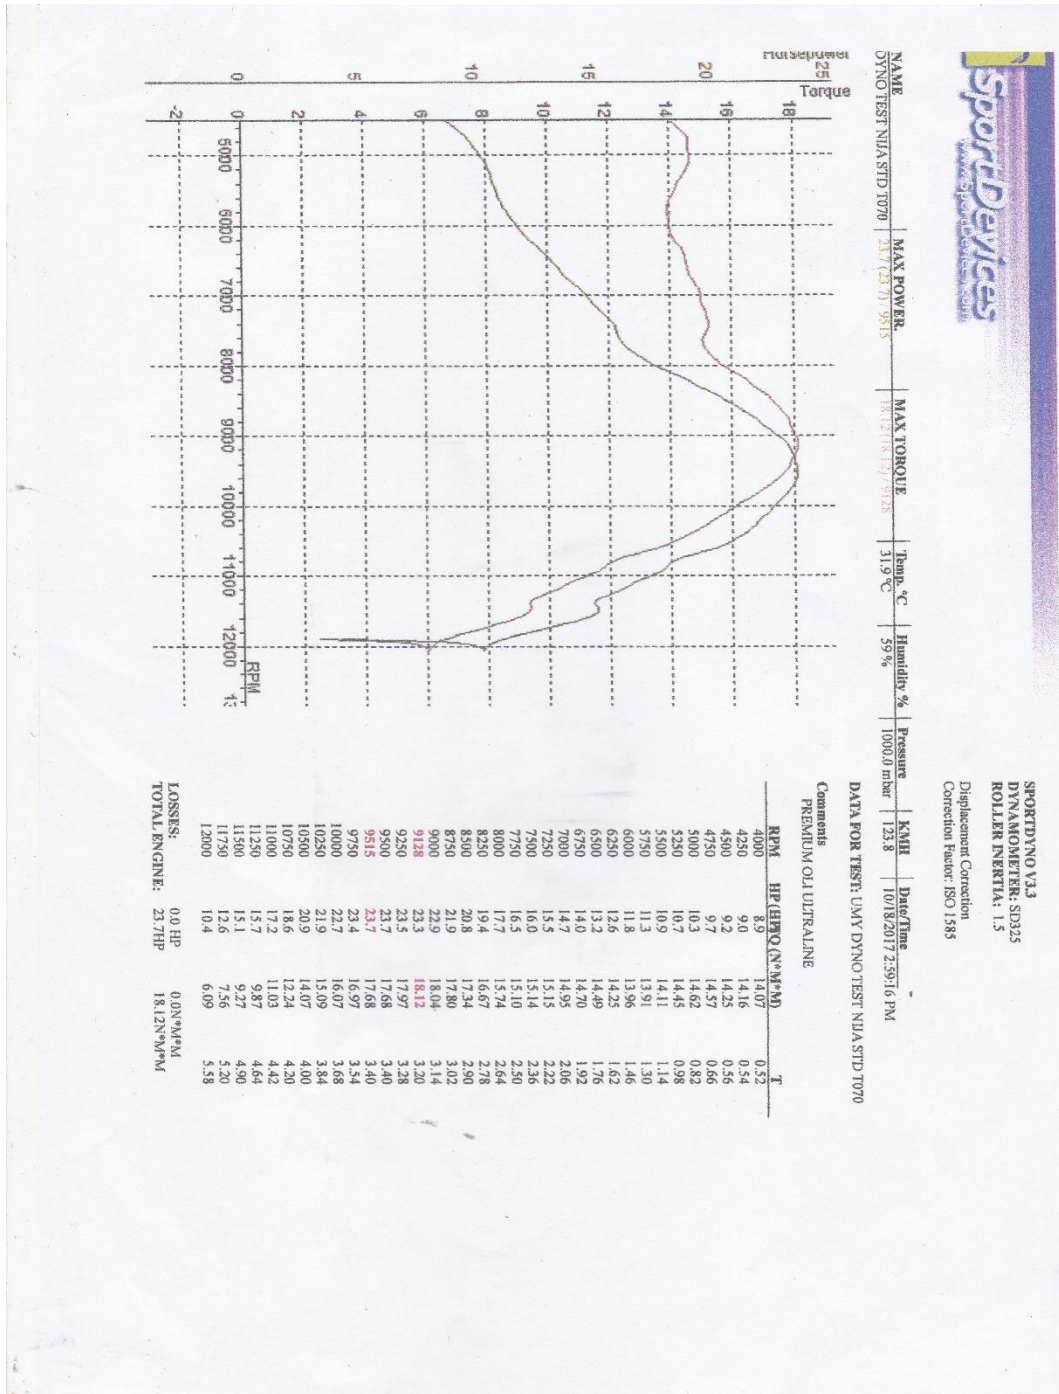 SportDevices
www.SportDevices.com
SPORTDYNO V3.3
DYNAMOMETER: SD325
ROLLER INERTIA: 1.5
Displacement Correction
Correction Factor: ISO 1585
NAME MAX POWER. MAX TORQUE Temp. °C Humidity % Pressure KMH Date/Time
DYNO TEST NIJA STD T070 23.7 (23.7) / 9515 18.12 (18.12) / 9128 31.9 °C 59 % 1000.0 mbar 123.8 10/18/2017 2:59:16 PM
DATA FOR TEST: UMY DYNO TEST NIJA STD T070
Comments
PREMIUM OLI ULTRALINE
Horsepower
Torque
25
20
15
10
5
0
18
16
14
12
10
8
6
4
2
0
-2
5000 6000 7000 8000 9000 10000 11000 12000 13
RPM
RPM HP (HP) TQ (N*M*M) T
4000 8.9 14.07 0.52
4250 9.0 14.16 0.54
4500 9.2 14.25 0.56
4750 9.7 14.57 0.66
5000 10.3 14.62 0.82
5250 10.7 14.45 0.98
5500 10.9 14.11 1.14
5750 11.3 13.91 1.30
6000 11.8 13.96 1.46
6250 12.6 14.25 1.62
6500 13.2 14.49 1.76
6750 14.0 14.70 1.92
7000 14.7 14.95 2.06
7250 15.5 15.15 2.22
7500 16.0 15.14 2.36
7750 16.5 15.10 2.50
8000 17.7 15.74 2.64
8250 19.4 16.67 2.78
8500 20.8 17.34 2.90
8750 21.9 17.80 3.02
9000 22.9 18.04 3.14
9128 23.3 18.12 3.20
9250 23.5 17.97 3.28
9500 23.7 17.68 3.40
9515 23.7 17.68 3.40
9750 23.4 16.97 3.54
10000 22.7 16.07 3.68
10250 21.9 15.09 3.84
10500 20.9 14.07 4.00
10750 18.6 12.24 4.20
11000 17.2 11.03 4.42
11250 15.7 9.87 4.64
11500 15.1 9.27 4.90
11750 12.6 7.56 5.20
12000 10.4 6.09 5.58
LOSSES: 0.0 HP 0.0N*M*M
TOTAL ENGINE: 23.7HP 18.12N*M*M